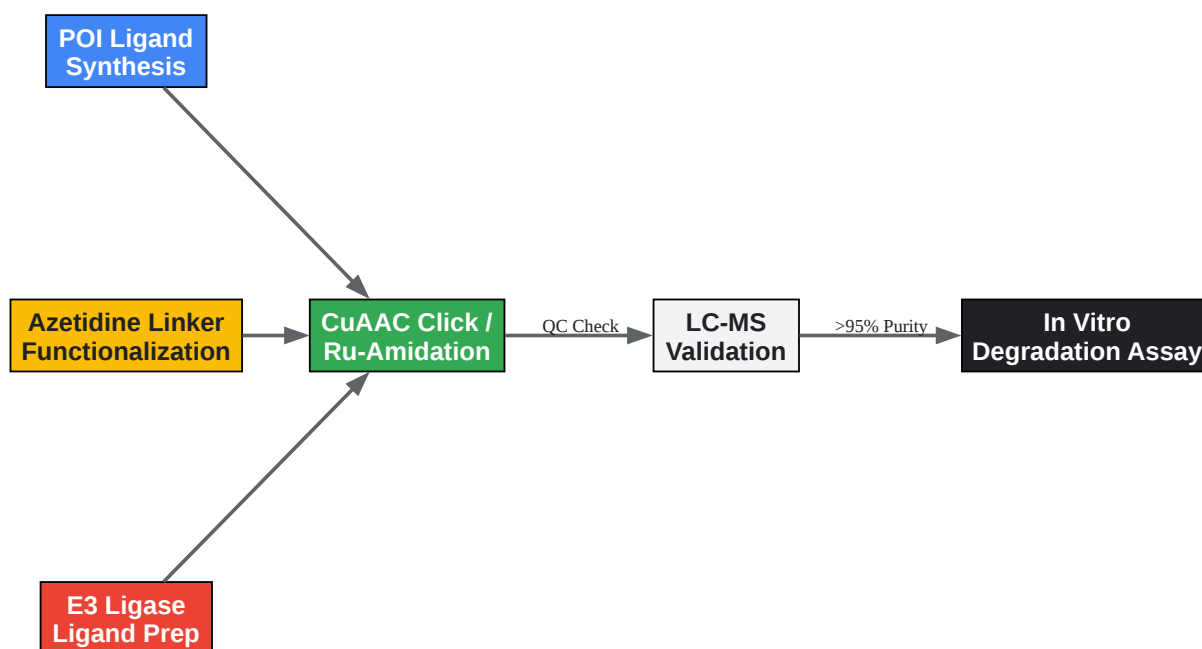 POI Ligand
Synthesis
Azetidine Linker
Functionalization
CuAAC Click /
Ru-Amidation
QC Check
LC-MS
Validation
>95% Purity
In Vitro
Degradation Assay
E3 Ligase
Ligand Prep